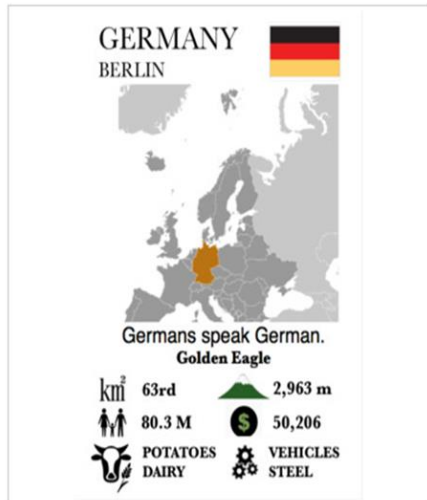 GERMANY
BERLIN
Germans speak German.
Golden Eagle
km² 63rd
2,963 m
80.3 M
$ 50,206
POTATOES
DAIRY
VEHICLES
STEEL